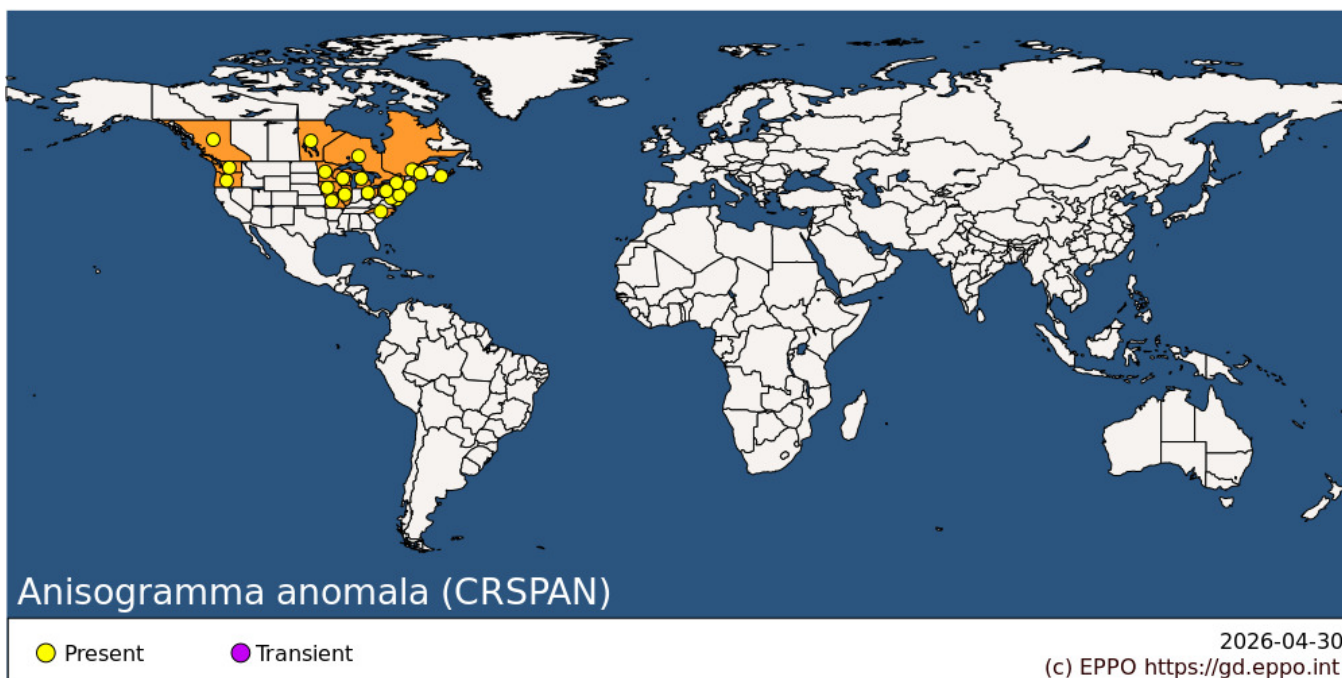 Anisogramma anomala (CRSPAN)
Present
Transient
2026-04-30
(c) EPPO https://gd.eppo.int